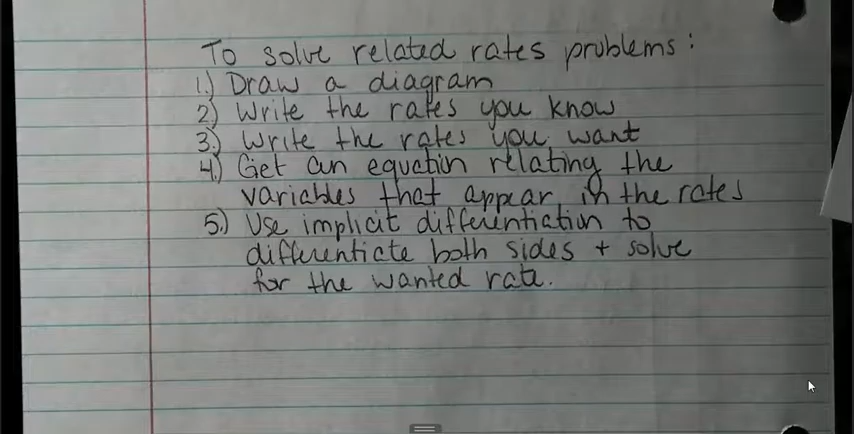 To solve related rates problems:
1.) Draw a diagram
2) Write the rates you know
3.) Write the rates you want
4.) Get an equation relating the
variables that appear in the rates
5.) Use implicit differentiation to
differentiate both sides + solve
for the wanted rate.